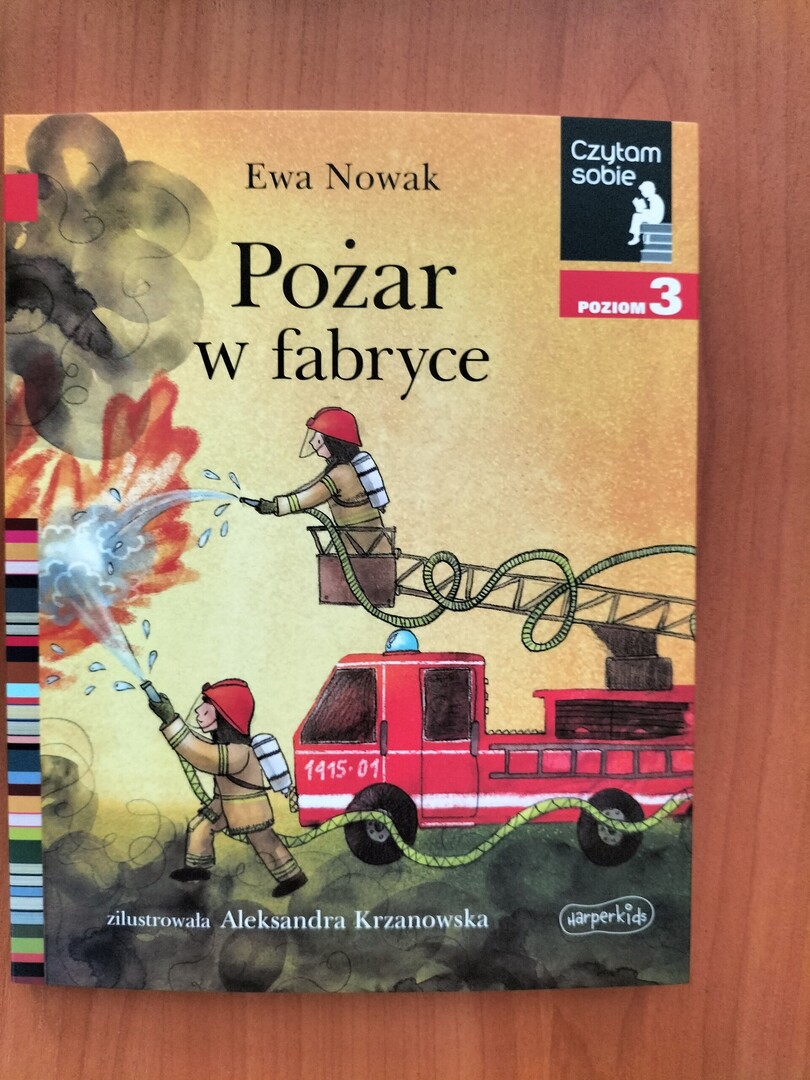 Czytam
sobie
POZIOM 3
Ewa Nowak
Pożar
w fabryce
1915·01
zilustrowała Aleksandra Krzanowska
Harperkids